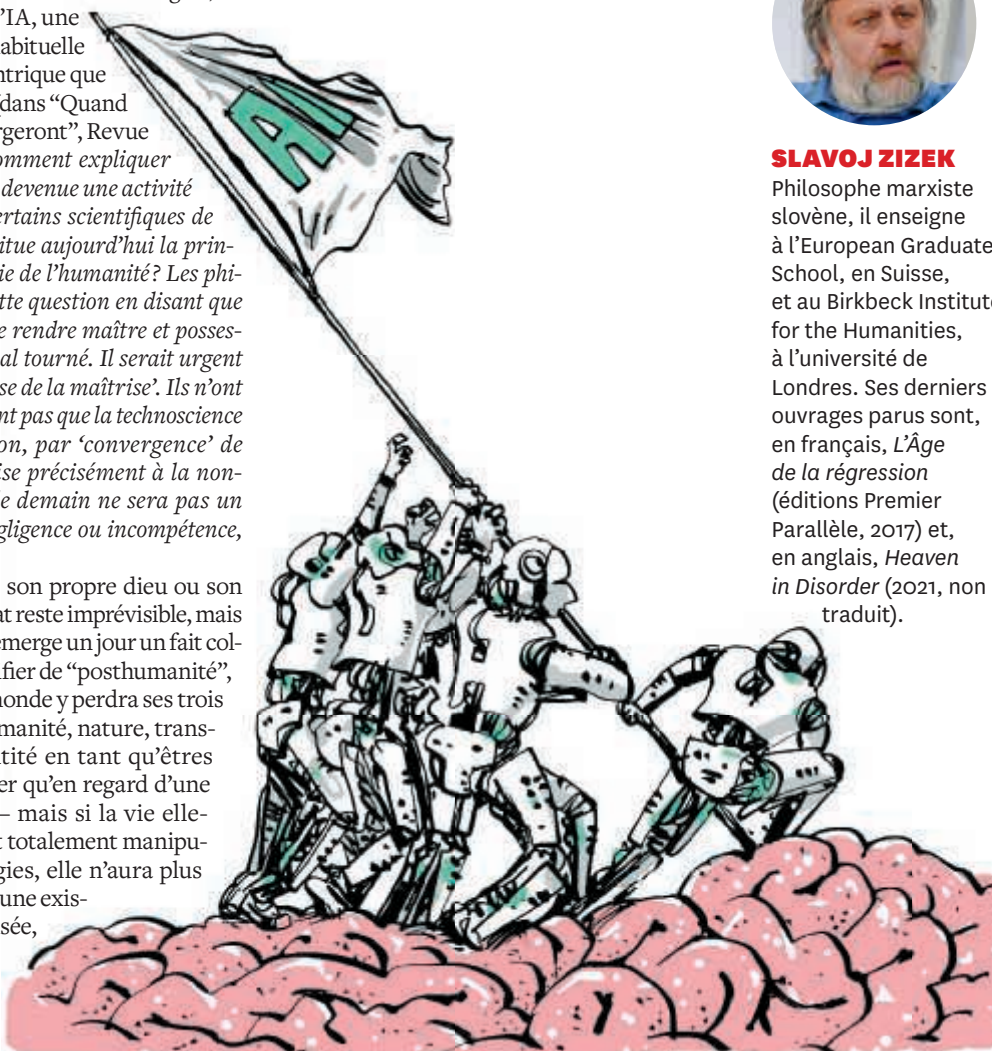 'IA, une
abituelle
ntrique que
dans “Quand
rgeront”, Revue
omment expliquer
devenue une activité
ertains scientifiques de
titue aujourd’hui la prin-
ie de l’humanité? Les phi-
tte question en disant que
e rendre maître et posses-
al tourné. Il serait urgent
se de la maîtrise’. Ils n’ont
nt pas que la technoscience
on, par ‘convergence’ de
ise précisément à la non-
e demain ne sera pas un
gligence ou incompétence,
son propre dieu ou son
at reste imprévisible, mais
émerge un jour un fait col-
ifier de “posthumanité”,
monde y perdra ses trois
manité, nature, trans-
ntité en tant qu’êtres
er qu’en regard d’une
– mais si la vie elle-
t totalement manipu-
gies, elle n’aura plus
une exis-
sée,
AI
SLAVOJ ZIZEK
Philosophe marxiste
slovène, il enseigne
à l’European Graduate
School, en Suisse,
et au Birkbeck Institute
for the Humanities,
à l’université de
Londres. Ses derniers
ouvrages parus sont,
en français, L’Âge
de la régression
(éditions Premier
Parallèle, 2017) et,
en anglais, Heaven
in Disorder (2021, non
traduit).